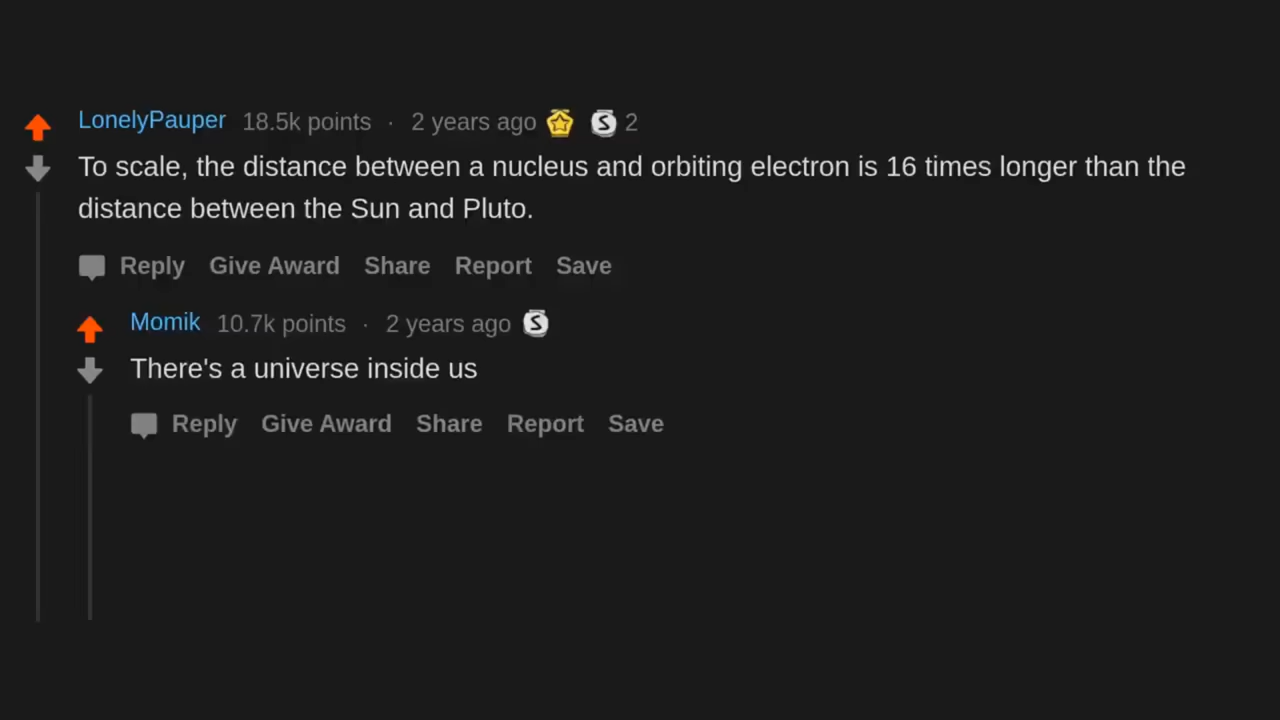 LonelyPauper 18.5k points · 2 years ago 2
To scale, the distance between a nucleus and orbiting electron is 16 times longer than the
distance between the Sun and Pluto.
Reply Give Award Share Report Save
Momik 10.7k points · 2 years ago
There's a universe inside us
Reply Give Award Share Report Save